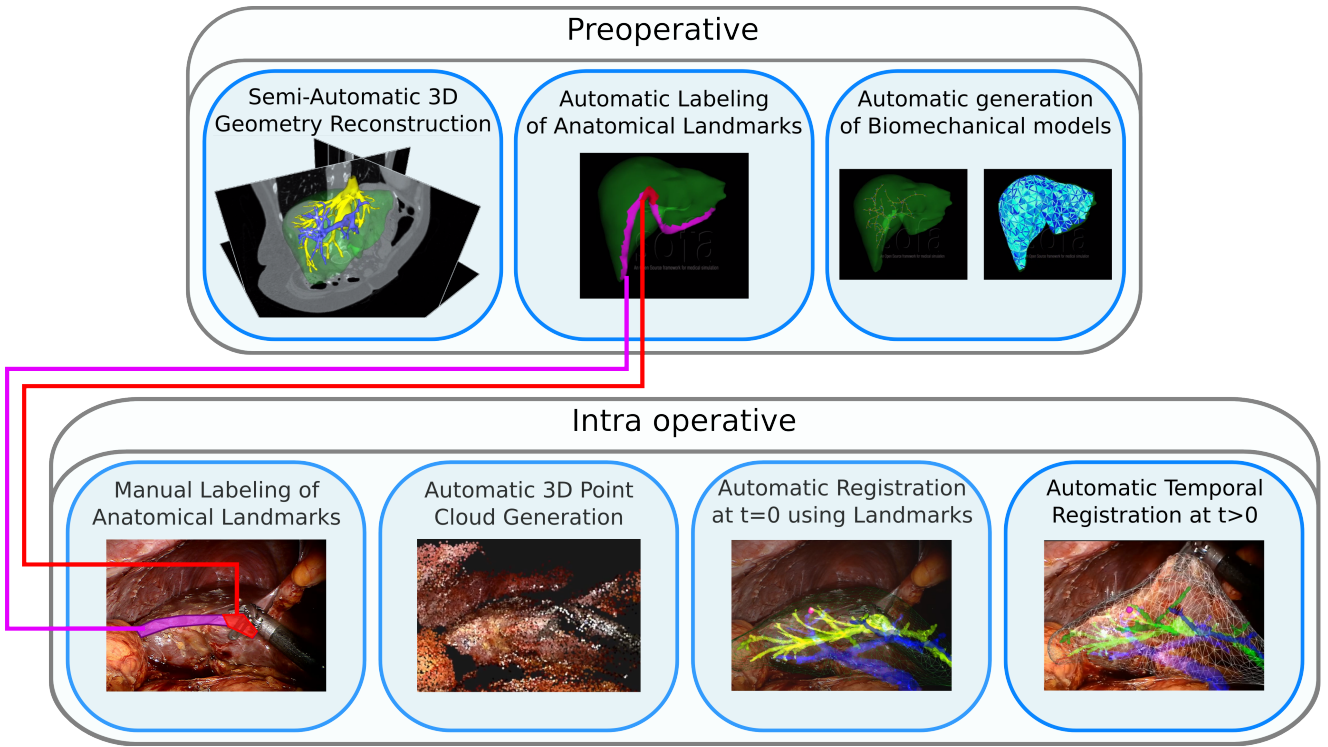 Preoperative
Semi-Automatic 3D
Geometry Reconstruction
Automatic Labeling
of Anatomical Landmarks
Automatic generation
of Biomechanical models
Intra operative
Manual Labeling of
Anatomical Landmarks
Automatic 3D Point
Cloud Generation
Automatic Registration
at t=0 using Landmarks
Automatic Temporal
Registration at t>0